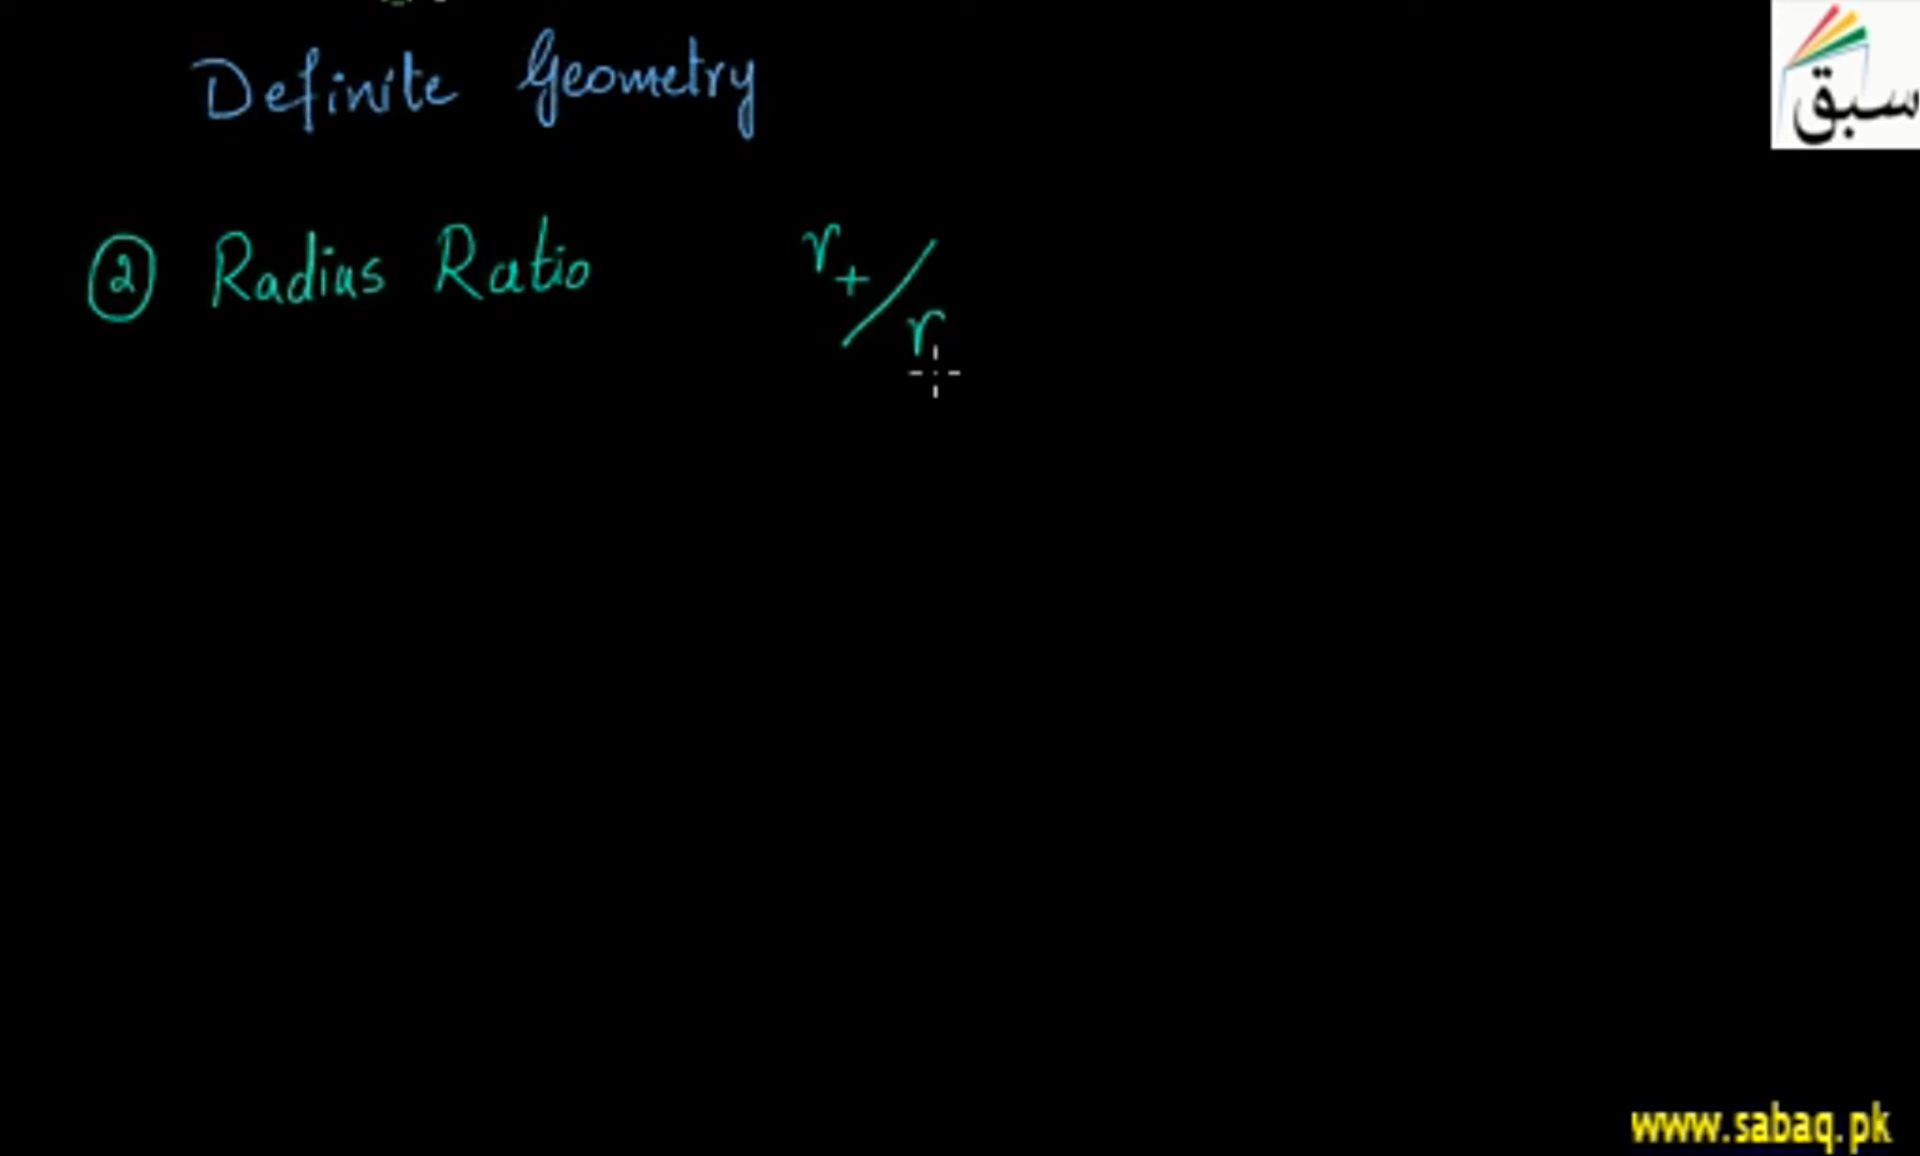 سبق
Definite Geometry
② Radius Ratio r₊/r
www.sabaq.pk